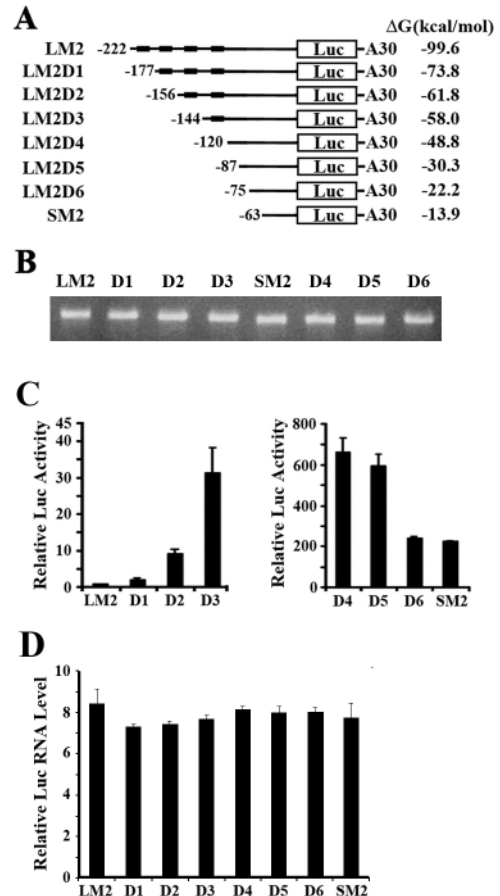 A
ΔG(kcal/mol)
LM2 -222 Luc A30 -99.6
LM2D1 -177 Luc A30 -73.8
LM2D2 -156 Luc A30 -61.8
LM2D3 -144 Luc A30 -58.0
LM2D4 -120 Luc A30 -48.8
LM2D5 -87 Luc A30 -30.3
LM2D6 -75 Luc A30 -22.2
SM2 -63 Luc A30 -13.9
B
LM2 D1 D2 D3 SM2 D4 D5 D6
C
Relative Luc Activity
45
40
30
20
10
0
LM2 D1 D2 D3
Relative Luc Activity
800
600
400
200
0
D4 D5 D6 SM2
D
Relative Luc RNA Level
10
8
6
4
2
0
LM2 D1 D2 D3 D4 D5 D6 SM2